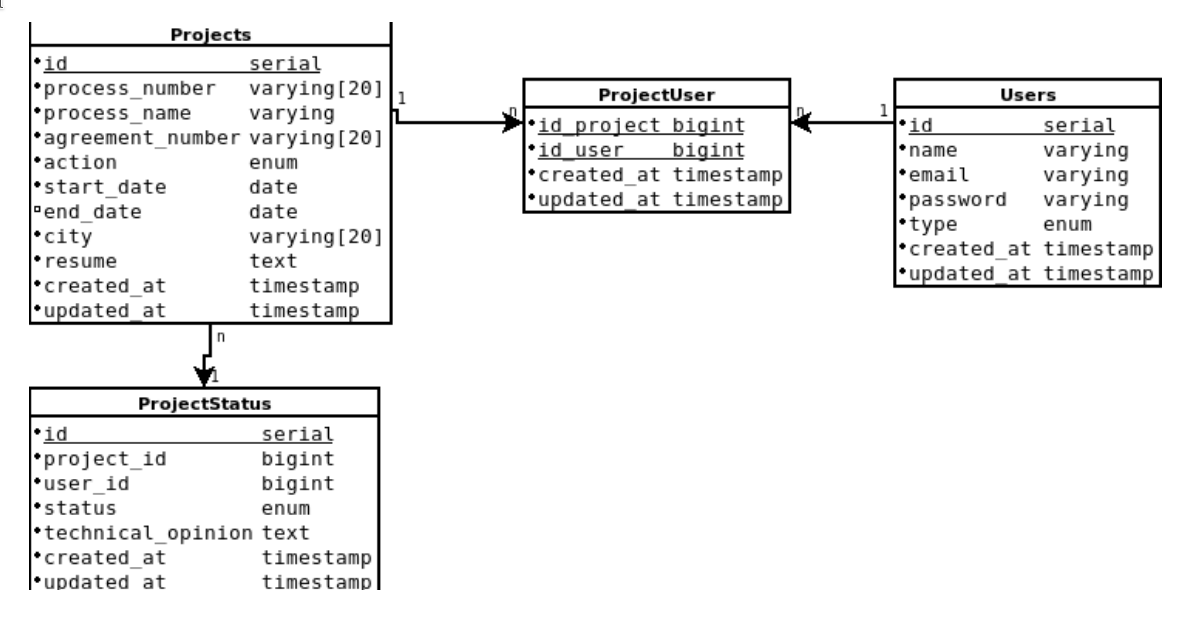 Projects
id serial
process_number varying[20]
process_name varying
agreement_number varying[20]
action enum
start_date date
end_date date
city varying[20]
resume text
created_at timestamp
updated_at timestamp
1
n
ProjectUser
id_project bigint
id_user bigint
created_at timestamp
updated_at timestamp
n
1
Users
id serial
name varying
email varying
password varying
type enum
created_at timestamp
updated_at timestamp
n
1
ProjectStatus
id serial
project_id bigint
user_id bigint
status enum
technical_opinion text
created_at timestamp
updated_at timestamp